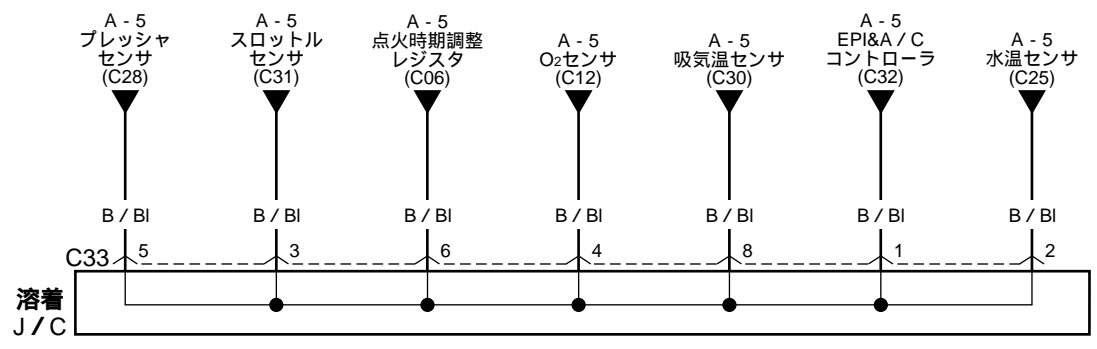 A - 5
プレッシャ
センサ
(C28)
A - 5
スロットル
センサ
(C31)
A - 5
点火時期調整
レジスタ
(C06)
A - 5
O2センサ
(C12)
A - 5
吸気温センサ
(C30)
A - 5
EPI&A / C
コントローラ
(C32)
A - 5
水温センサ
(C25)
B / Bl
B / Bl
B / Bl
B / Bl
B / Bl
B / Bl
B / Bl
C33
5
3
6
4
8
1
2
溶着
J / C